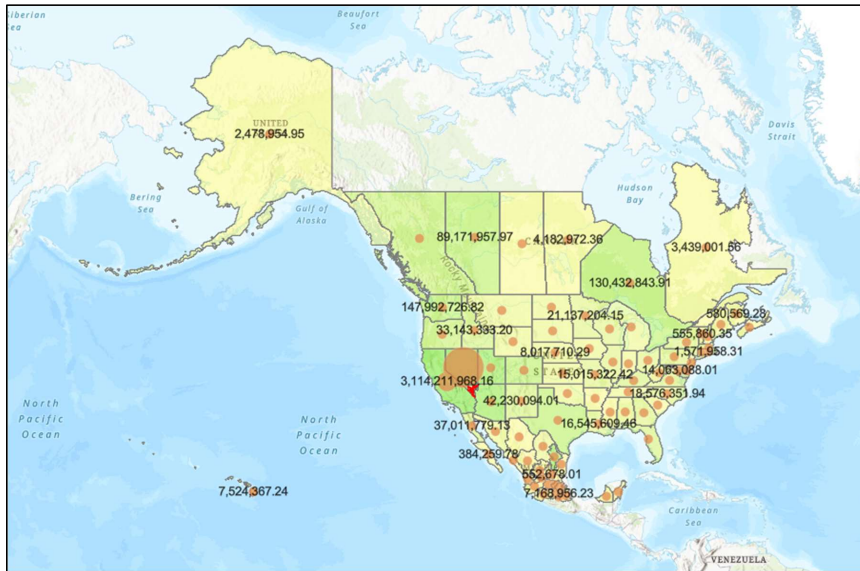 Siberian
Sea
Beaufort
Sea
UNITED
2,478,954.95
Davis
Strait
Bering
Sea
Gulf of
Alaska
Hudson
Bay
89,171,957.97
4,182,972.36
3,439,001.56
130,432,843.91
147,992,726.82
21,137,204.15
530,569.28
33,143,333.20
555,860.35
8,017,710.29
1,571,958.31
3,114,211,968.16
15,015,322.42
14,063,088.01
42,230,094.01
18,576,351.94
North
Pacific
Ocean
North
Pacific
Ocean
37,011,779.13
16,545,609.46
384,259.78
552,678.01
7,524,367.24
7,168,956.23
Caribbean
Sea
VENEZUELA